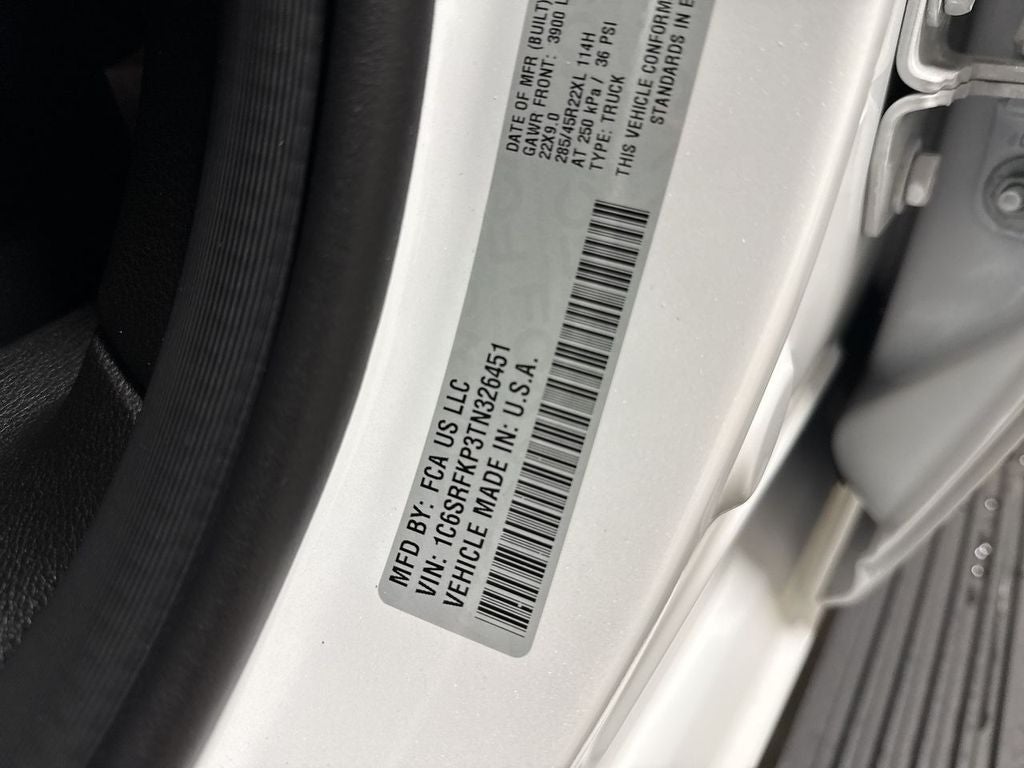 MFD BY: FCA US LLC
VIN: 1C6SRFKP3TN326451
VEHICLE MADE IN: U.S.A.
DATE OF MFR (BUILT)
GAWR FRONT: 3900 L
22X9.0
285/45R22XL 114H
AT 250 kPa / 36 PSI
TYPE: TRUCK
THIS VEHICLE CONFORM
STANDARDS IN E